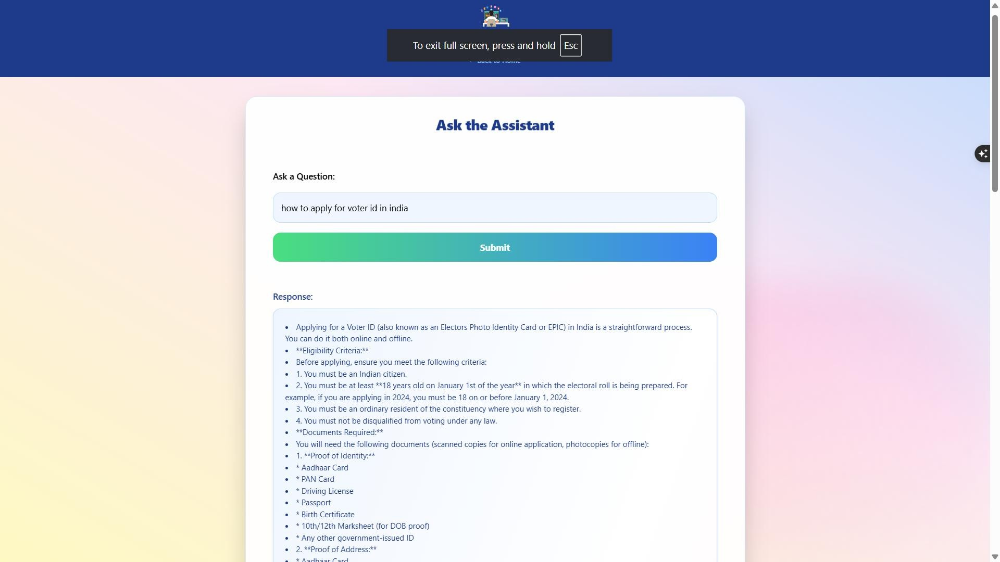 To exit full screen, press and hold Esc
Back to Home
Ask the Assistant
Ask a Question:
how to apply for voter id in india
Submit
Response:
• Applying for a Voter ID (also known as an Electors Photo Identity Card or EPIC) in India is a straightforward process.
You can do it both online and offline.
• **Eligibility Criteria:**
• Before applying, ensure you meet the following criteria:
• 1. You must be an Indian citizen.
• 2. You must be at least **18 years old on January 1st of the year** in which the electoral roll is being prepared. For
example, if you are applying in 2024, you must be 18 on or before January 1, 2024.
• 3. You must be an ordinary resident of the constituency where you wish to register.
• 4. You must not be disqualified from voting under any law.
• **Documents Required:**
• You will need the following documents (scanned copies for online application, photocopies for offline):
• 1. **Proof of Identity:**
• * Aadhaar Card
• * PAN Card
• * Driving License
• * Passport
• * Birth Certificate
• * 10th/12th Marksheet (for DOB proof)
• * Any other government-issued ID
• 2. **Proof of Address:**
• * Aadhaar Card